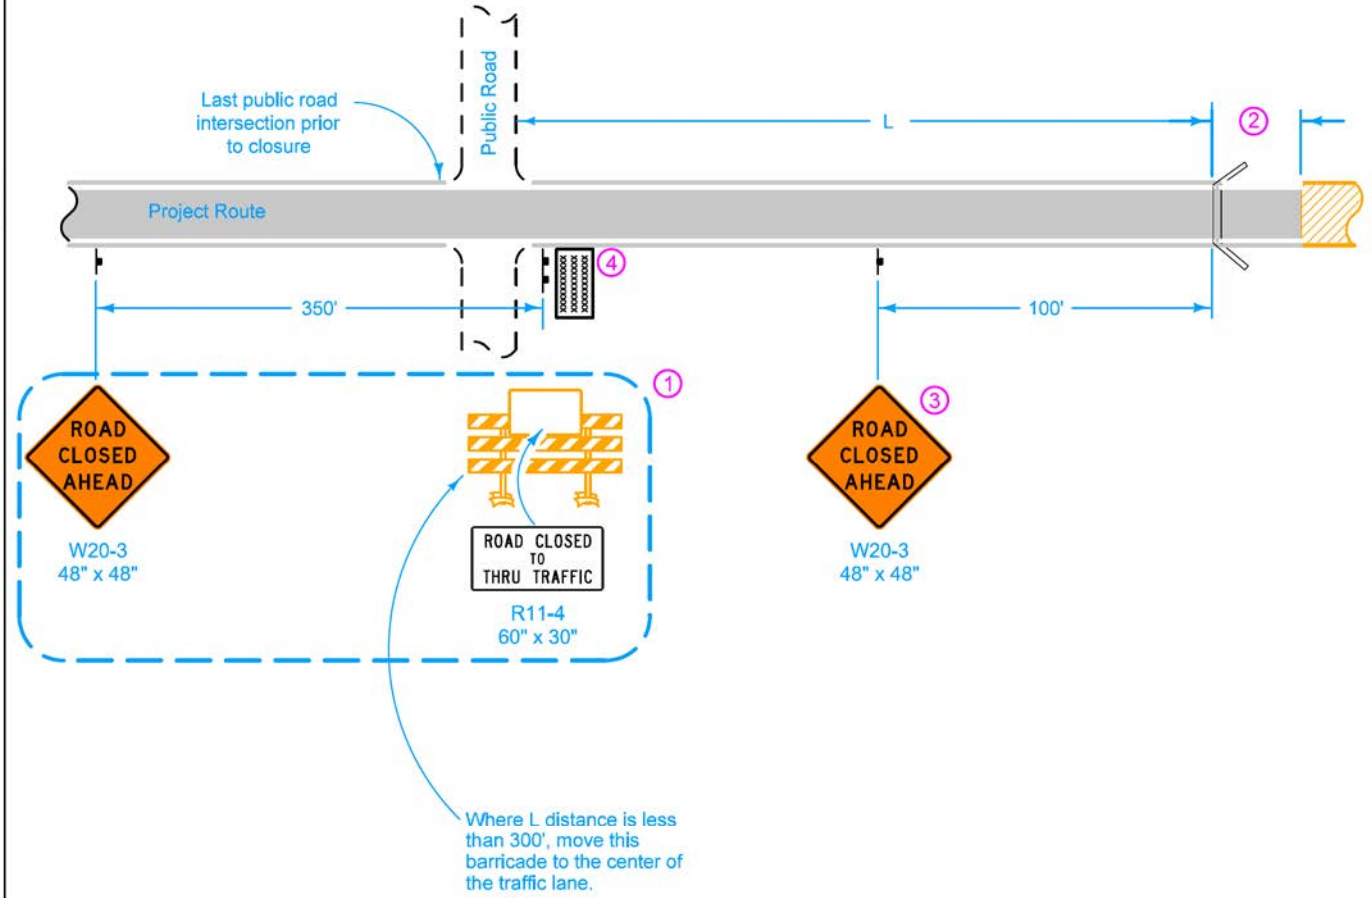 Last public road
intersection prior
to closure
Public Road
L
2
Project Route
4
350'
100'
1
ROAD
CLOSED
AHEAD
W20-3
48" x 48"
ROAD CLOSED
TO
THRU TRAFFIC
R11-4
60" x 30"
3
ROAD
CLOSED
AHEAD
W20-3
48" x 48"
Where L distance is less
than 300', move this
barricade to the center of
the traffic lane.